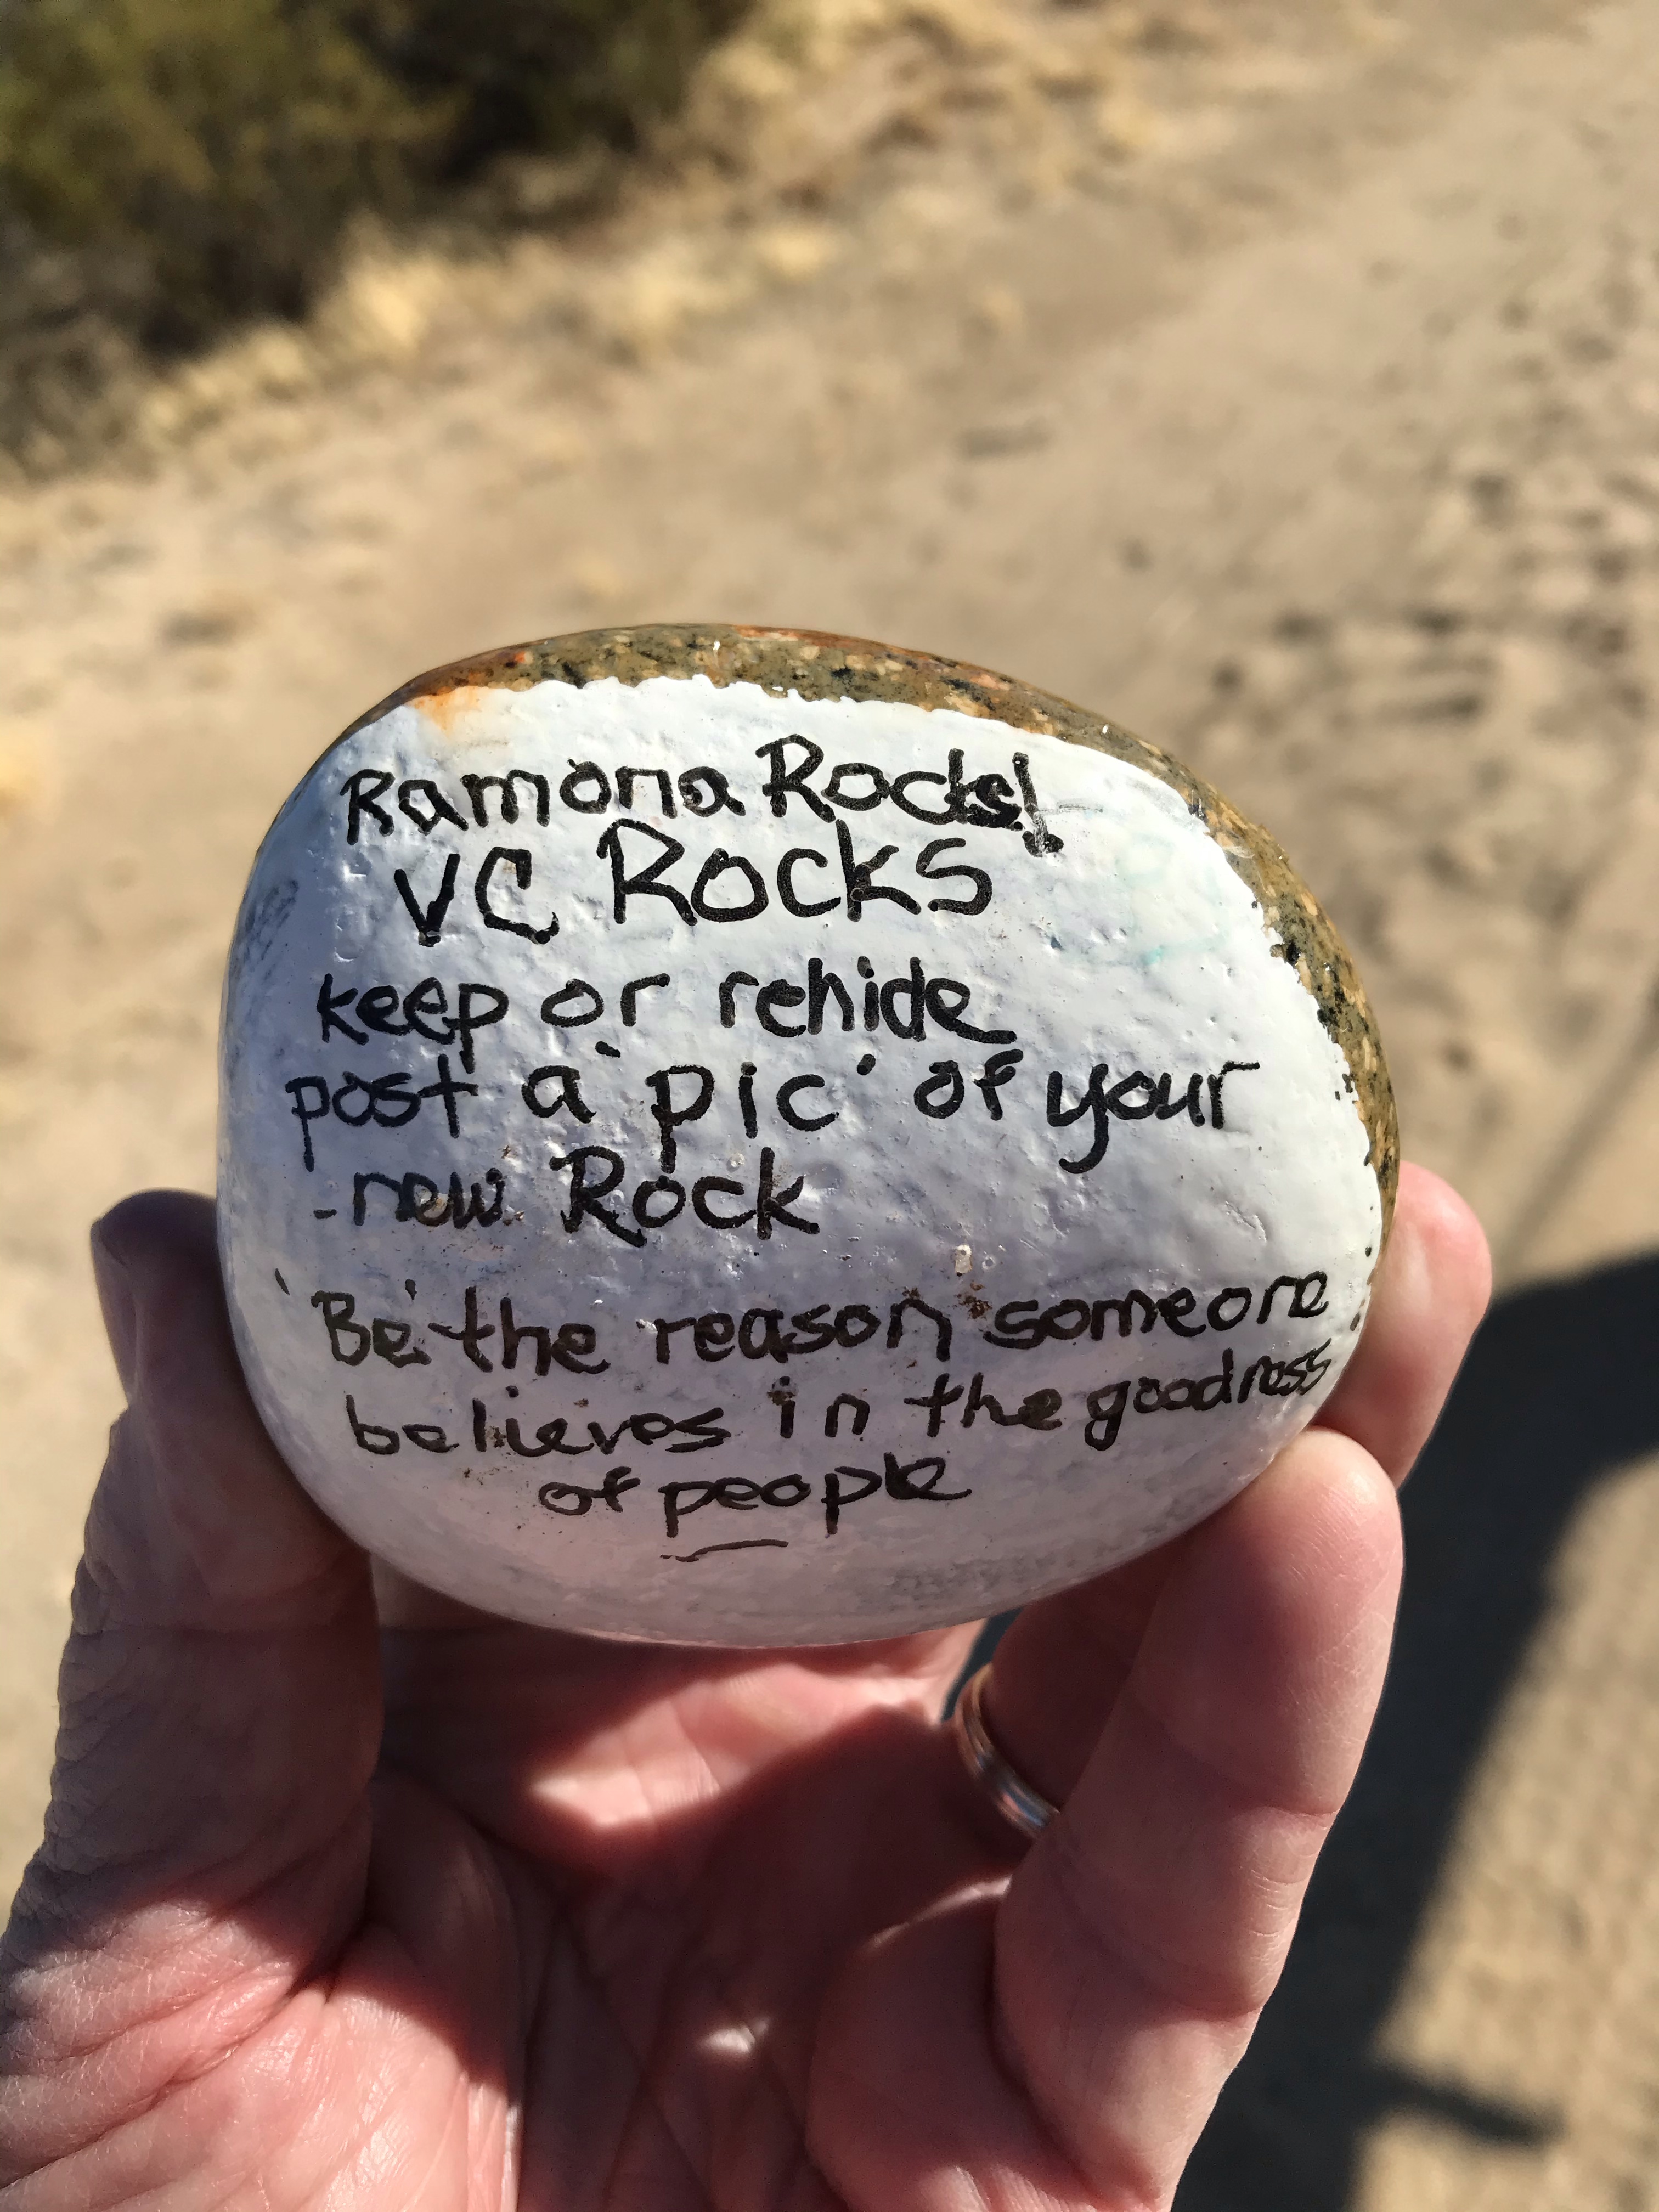 Ramona Rocks!
VC Rocks
keep or rehide
post a 'pic' of your
new Rock
'Be' the reason someone
believes in the goodness
of people